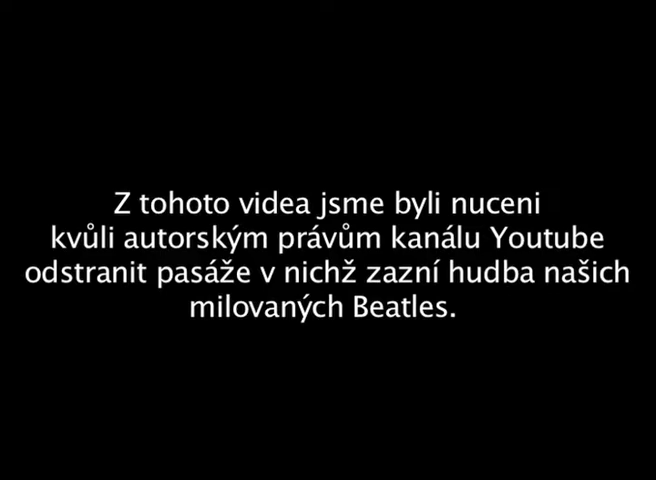 Z tohoto videa jsme byli nuceni
kvůli autorským právům kanálu Youtube
odstranit pasáže v nichž zazní hudba našich
milovaných Beatles.